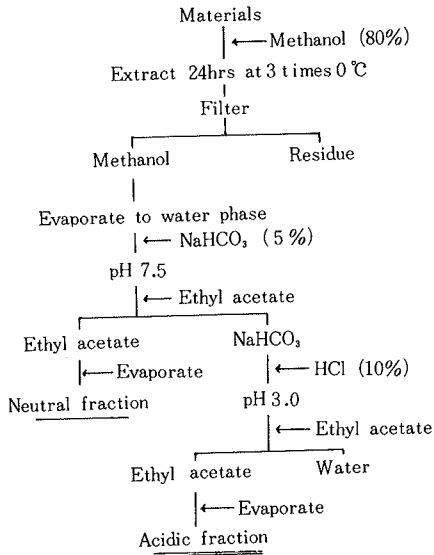 Materials
Methanol (80%)
Extract 24hrs at 3 times 0 ℃
Filter
Methanol Residue
Evaporate to water phase
NaHCO₃ (5%)
pH 7.5
Ethyl acetate
Ethyl acetate NaHCO₃
Evaporate HCl (10%)
Neutral fraction pH 3.0
Ethyl acetate
Ethyl acetate Water
Evaporate
Acidic fraction